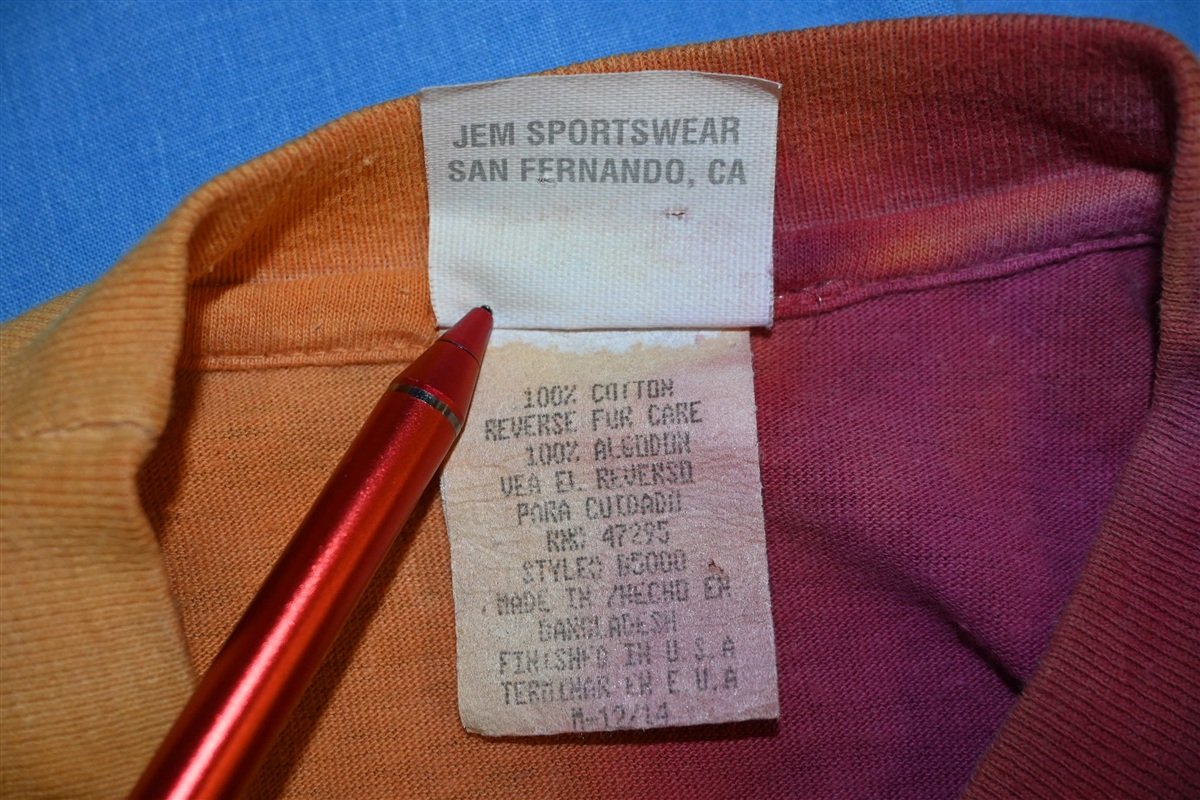 JEM SPORTSWEAR
SAN FERNANDO, CA
100% COTTON
REVERSE FOR CARE
100% ALGODON
VEA EL REVERSO
PARA CUIDADO
RN# 47295
STYLE# B5000
MADE IN /HECHO EN
BANGLADESH
FINISHED IN U.S.A
TERMINAR EN E.U.A
M-12/14